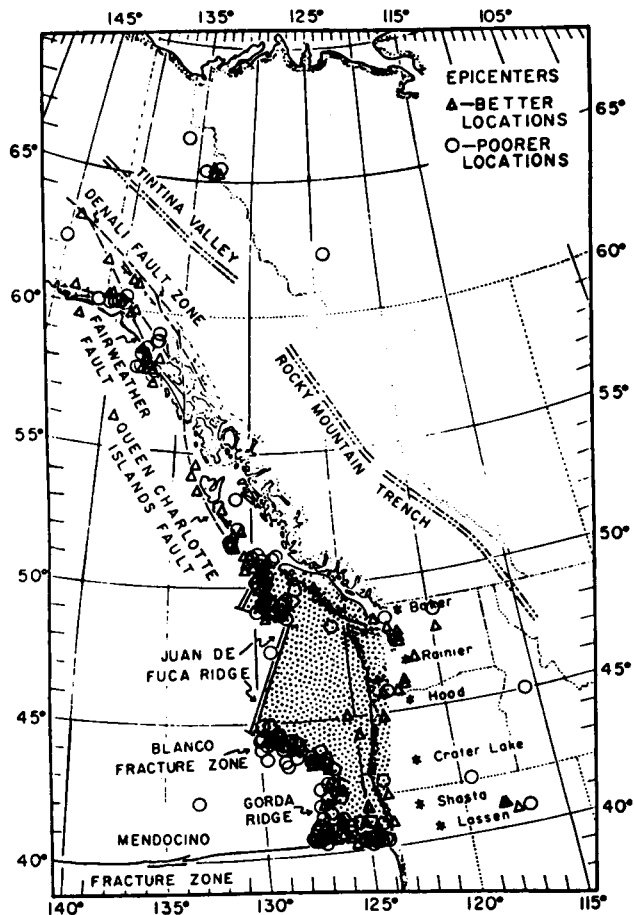 145° 135° 125° 115° 105°
EPICENTERS
△—BETTER
LOCATIONS
○—POORER
LOCATIONS
65°
65°
TINTINA VALLEY
DENALI FAULT ZONE
60°
60°
FAIRWEATHER
FAULT
ROCKY MOUNTAIN
TRENCH
55°
55°
QUEEN CHARLOTTE
ISLANDS FAULT
50°
50°
* Baker
JUAN DE
FUCA RIDGE
* Rainier
* Hood
45°
45°
BLANCO
FRACTURE ZONE
* Crater Lake
GORDA
RIDGE
* Shasta
* Lassen
40°
MENDOCINO
FRACTURE ZONE
40°
140° 135° 130° 125° 120° 115°